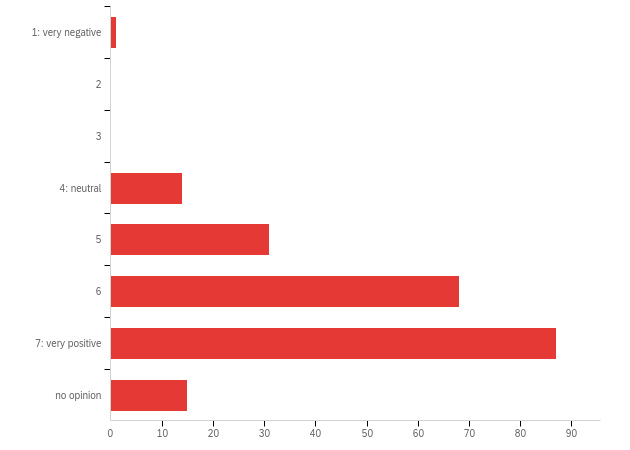 1: very negative
2
3
4: neutral
5
6
7: very positive
no opinion
0 10 20 30 40 50 60 70 80 90